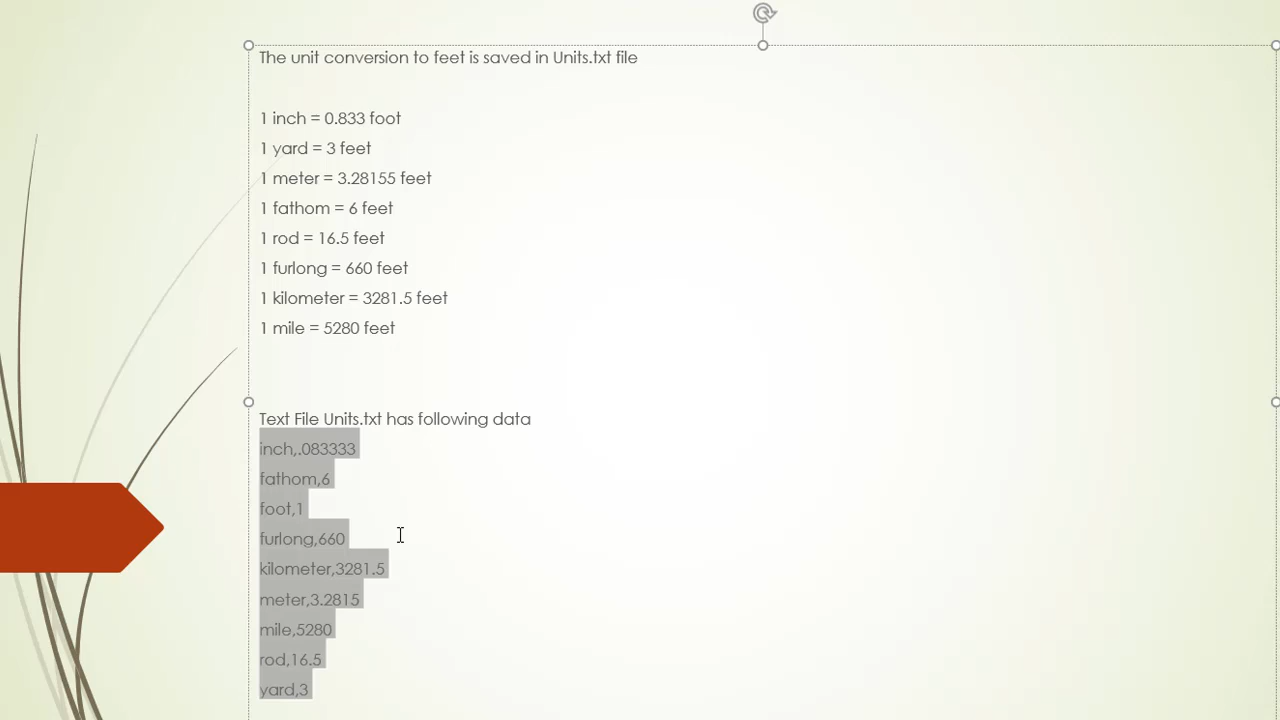 The unit conversion to feet is saved in Units.txt file
1 inch = 0.833 foot
1 yard = 3 feet
1 meter = 3.28155 feet
1 fathom = 6 feet
1 rod = 16.5 feet
1 furlong = 660 feet
1 kilometer = 3281.5 feet
1 mile = 5280 feet
Text File Units.txt has following data
inch,.083333
fathom,6
foot,1
furlong,660
kilometer,3281.5
meter,3.2815
mile,5280
rod,16.5
yard,3